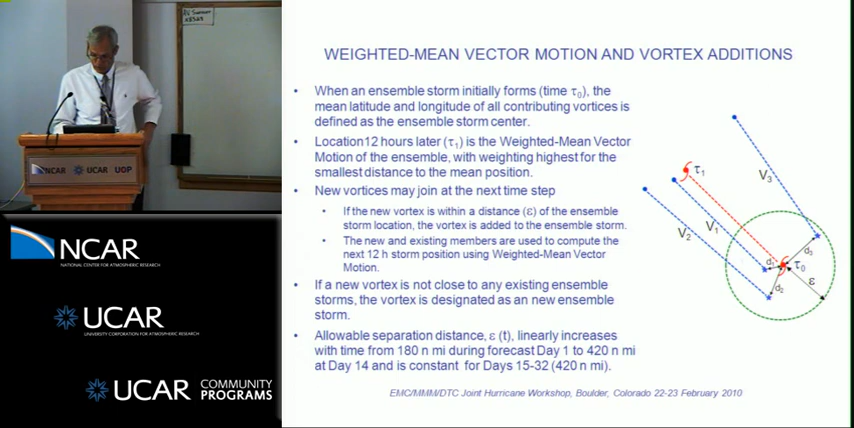 WEIGHTED-MEAN VECTOR MOTION AND VORTEX ADDITIONS
• When an ensemble storm initially forms (time τ0), the
mean latitude and longitude of all contributing vortices is
defined as the ensemble storm center.
• Location12 hours later (τ1) is the Weighted-Mean Vector
Motion of the ensemble, with weighting highest for the
smallest distance to the mean position.
• New vortices may join at the next time step
• If the new vortex is within a distance (ε) of the ensemble
storm location, the vortex is added to the ensemble storm.
• The new and existing members are used to compute the
next 12 h storm position using Weighted-Mean Vector
Motion.
• If a new vortex is not close to any existing ensemble
storms, the vortex is designated as an new ensemble
storm.
• Allowable separation distance, ε (t), linearly increases
with time from 180 n mi during forecast Day 1 to 420 n mi
at Day 14 and is constant for Days 15-32 (420 n mi).
τ1
V3
V1
V2
d3
d1
τ0
d2
ε
EMC/MMM/DTC Joint Hurricane Workshop, Boulder, Colorado 22-23 February 2010
NCAR UCAR UOP
NCAR
NATIONAL CENTER FOR ATMOSPHERIC RESEARCH
UCAR
UNIVERSITY CORPORATION FOR ATMOSPHERIC RESEARCH
UCAR COMMUNITY
PROGRAMS